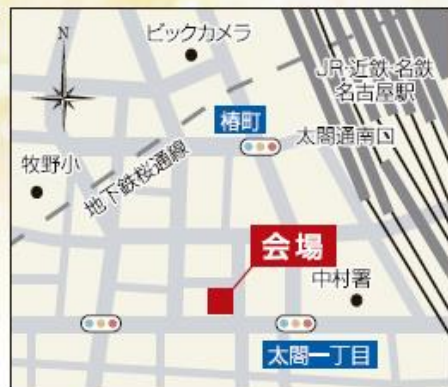 N
ビックカメラ
JR・近鉄・名鉄
名古屋駅
椿町
太閤通南口
牧野小
地下鉄桜通線
会場
中村署
太閤一丁目